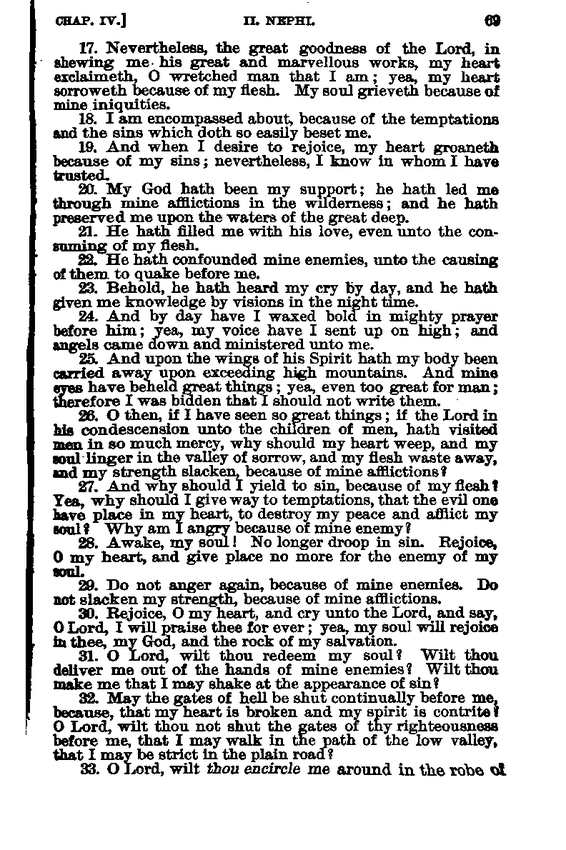 CHAP. IV.] II. NEPHI. 69
17. Nevertheless, the great goodness of the Lord, in
shewing me his great and marvellous works, my heart
exclaimeth, O wretched man that I am; yea, my heart
sorroweth because of my flesh. My soul grieveth because of
mine iniquities.
18. I am encompassed about, because of the temptations
and the sins which doth so easily beset me.
19. And when I desire to rejoice, my heart groaneth
because of my sins; nevertheless, I know in whom I have
trusted.
20. My God hath been my support; he hath led me
through mine afflictions in the wilderness; and he hath
preserved me upon the waters of the great deep.
21. He hath filled me with his love, even unto the con-
suming of my flesh.
22. He hath confounded mine enemies, unto the causing
of them to quake before me.
23. Behold, he hath heard my cry by day, and he hath
given me knowledge by visions in the night time.
24. And by day have I waxed bold in mighty prayer
before him; yea, my voice have I sent up on high; and
angels came down and ministered unto me.
25. And upon the wings of his Spirit hath my body been
carried away upon exceeding high mountains. And mine
eyes have beheld great things; yea, even too great for man;
therefore I was bidden that I should not write them.
26. O then, if I have seen so great things; if the Lord in
his condescension unto the children of men, hath visited
men in so much mercy, why should my heart weep, and my
soul linger in the valley of sorrow, and my flesh waste away,
and my strength slacken, because of mine afflictions?
27. And why should I yield to sin, because of my flesh?
Yea, why should I give way to temptations, that the evil one
have place in my heart, to destroy my peace and afflict my
soul? Why am I angry because of mine enemy?
28. Awake, my soul! No longer droop in sin. Rejoice,
O my heart, and give place no more for the enemy of my
soul.
29. Do not anger again, because of mine enemies. Do
not slacken my strength, because of mine afflictions.
30. Rejoice, O my heart, and cry unto the Lord, and say,
O Lord, I will praise thee for ever; yea, my soul will rejoice
in thee, my God, and the rock of my salvation.
31. O Lord, wilt thou redeem my soul? Wilt thou
deliver me out of the hands of mine enemies? Wilt thou
make me that I may shake at the appearance of sin?
32. May the gates of hell be shut continually before me,
because, that my heart is broken and my spirit is contrite?
O Lord, wilt thou not shut the gates of thy righteousness
before me, that I may walk in the path of the low valley,
that I may be strict in the plain road?
33. O Lord, wilt thou encircle me around in the robe of